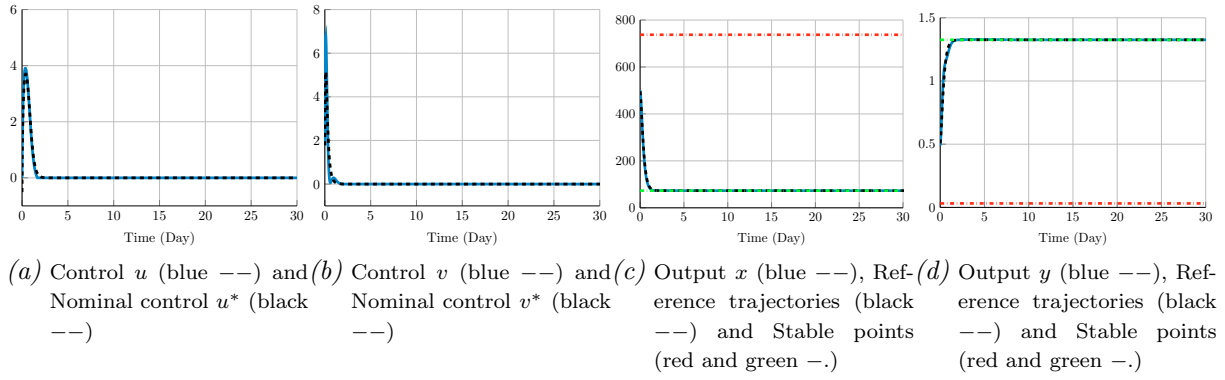 6
4
2
0
0 5 10 15 20 25 30
Time (Day)
8
6
4
2
0
0 5 10 15 20 25 30
Time (Day)
800
600
400
200
0
0 5 10 15 20 25 30
Time (Day)
1.5
1
0.5
0
0 5 10 15 20 25 30
Time (Day)
(a) Control u (blue −−) and
Nominal control u* (black
−−)
(b) Control v (blue −−) and
Nominal control v* (black
−−)
(c) Output x (blue −−), Ref-
erence trajectories (black
−−) and Stable points
(red and green −.)
(d) Output y (blue −−), Ref-
erence trajectories (black
−−) and Stable points
(red and green −.)